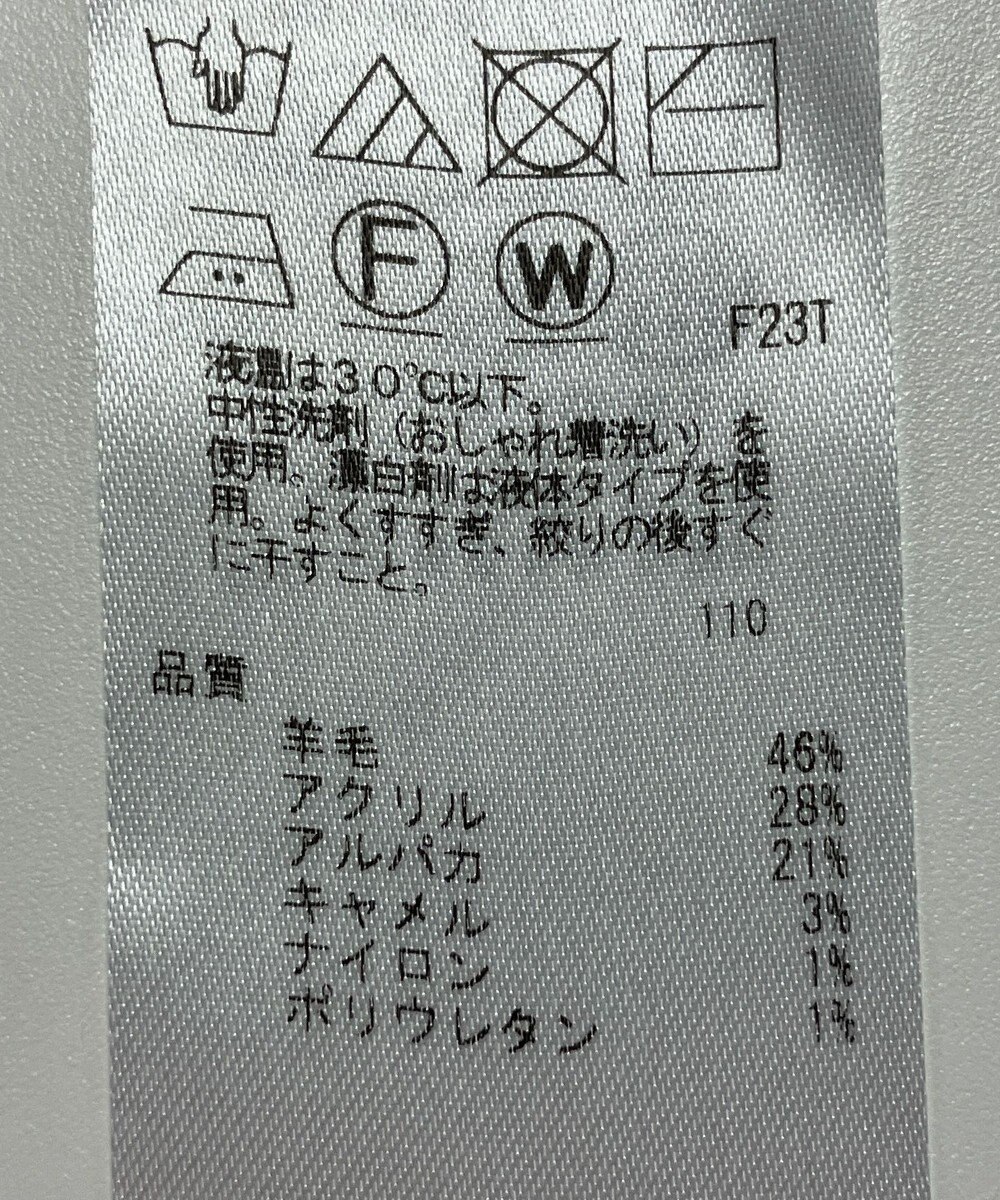 F W
F23T
液温は30℃以下。
中性洗剤（おしゃれ着洗い）を
使用。漂白剤は液体タイプを使
用。よくすすぎ、絞りの後すぐ
に干すこと。
110
品質
羊毛 46%
アクリル 28%
アルパカ 21%
キャメル 3%
ナイロン 1%
ポリウレタン 1%